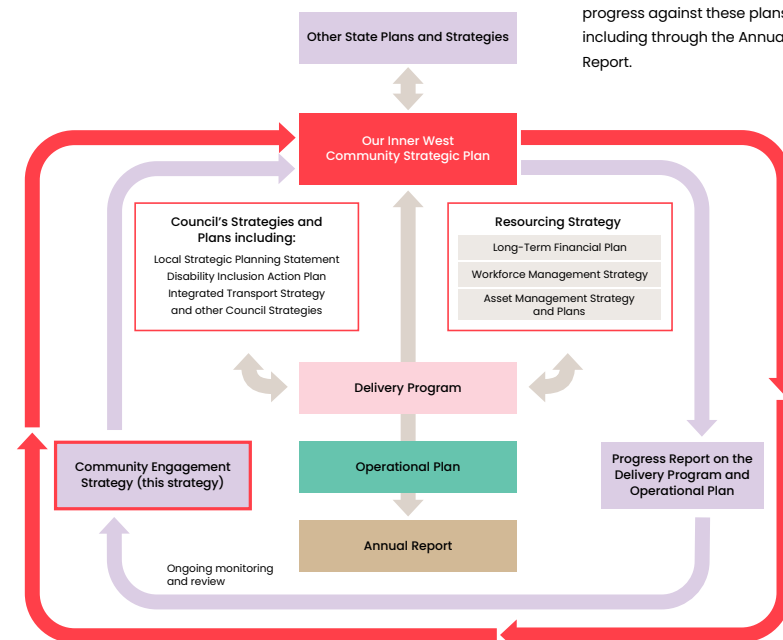 progress against these plans
including through the Annua
Report.
Other State Plans and Strategies
Our Inner West
Community Strategic Plan
Council's Strategies and
Plans including:
Local Strategic Planning Statement
Disability Inclusion Action Plan
Integrated Transport Strategy
and other Council Strategies
Resourcing Strategy
Long-Term Financial Plan
Workforce Management Strategy
Asset Management Strategy
and Plans
Delivery Program
Community Engagement
Strategy (this strategy)
Operational Plan
Progress Report on the
Delivery Program and
Operational Plan
Annual Report
Ongoing monitoring
and review